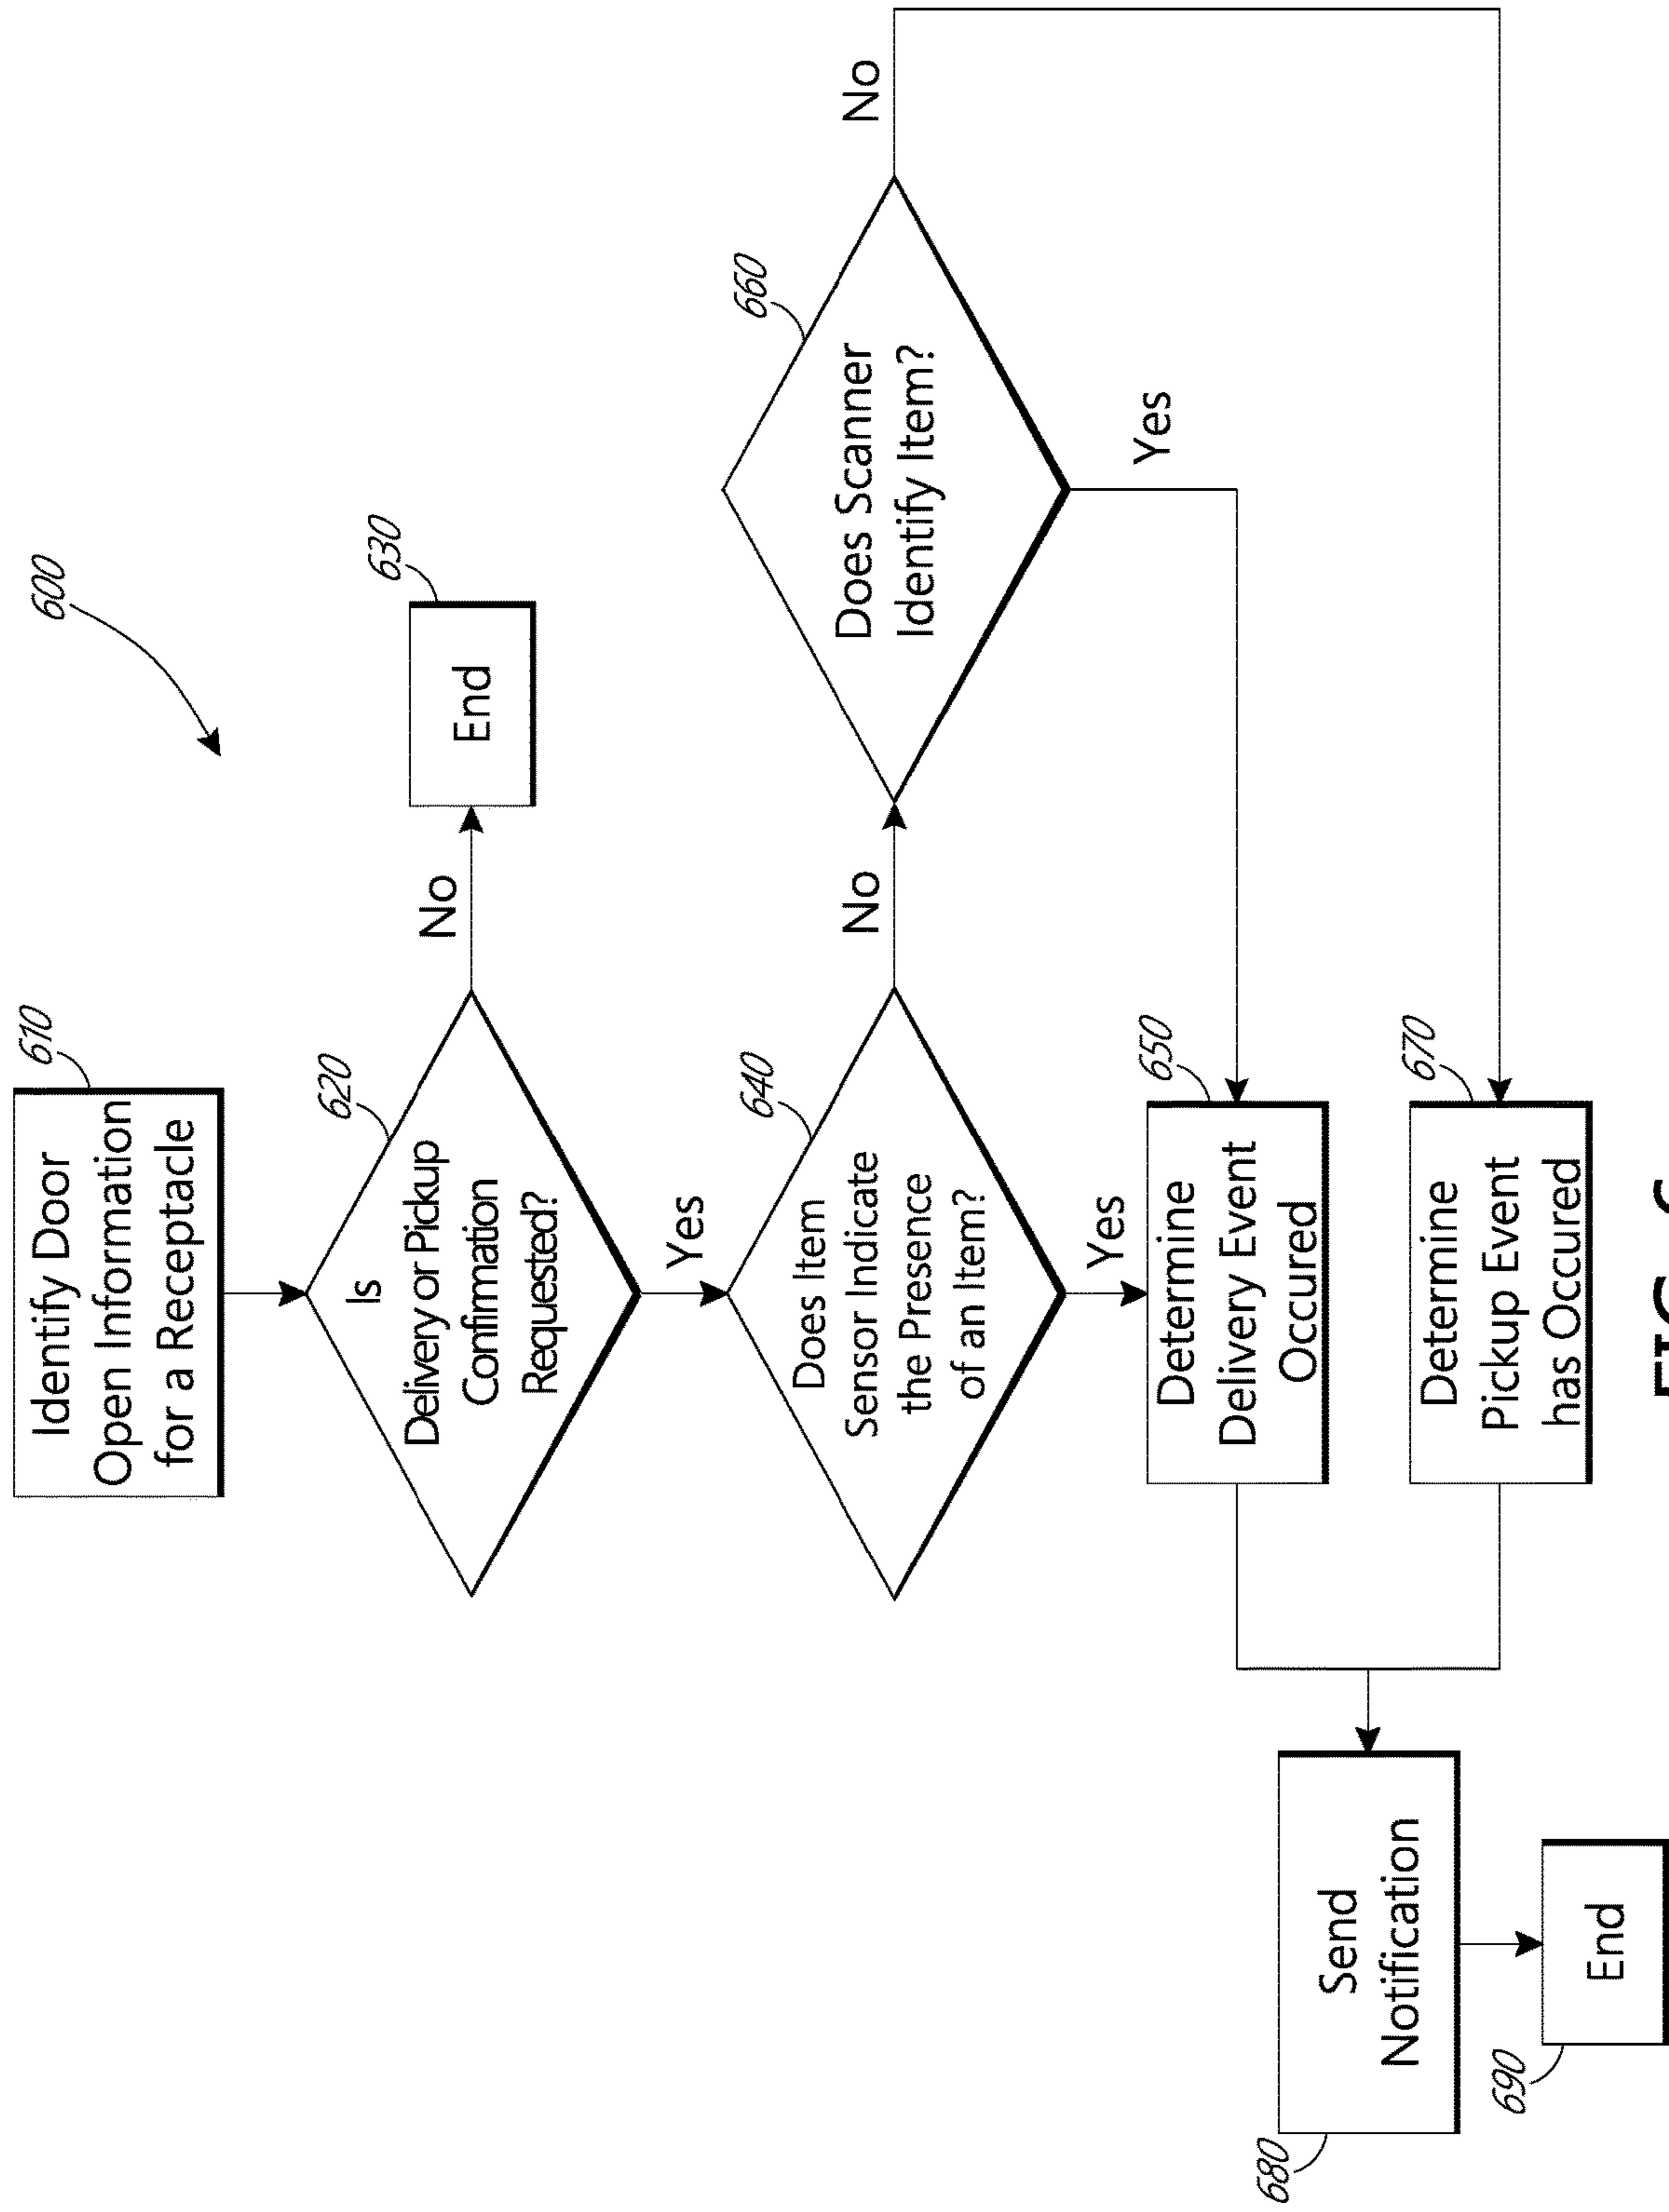 600
610
Identify Door
Open Information
for a Receptacle
620
Is
Delivery or Pickup
Confirmation
Requested?
No
630
End
Yes
640
Does Item
Sensor Indicate
the Presence
of an Item?
No
660
Does Scanner
Identify Item?
No
Yes
Yes
650
Determine
Delivery Event
Occured
670
Determine
Pickup Event
has Occured
680
Send
Notification
690
End